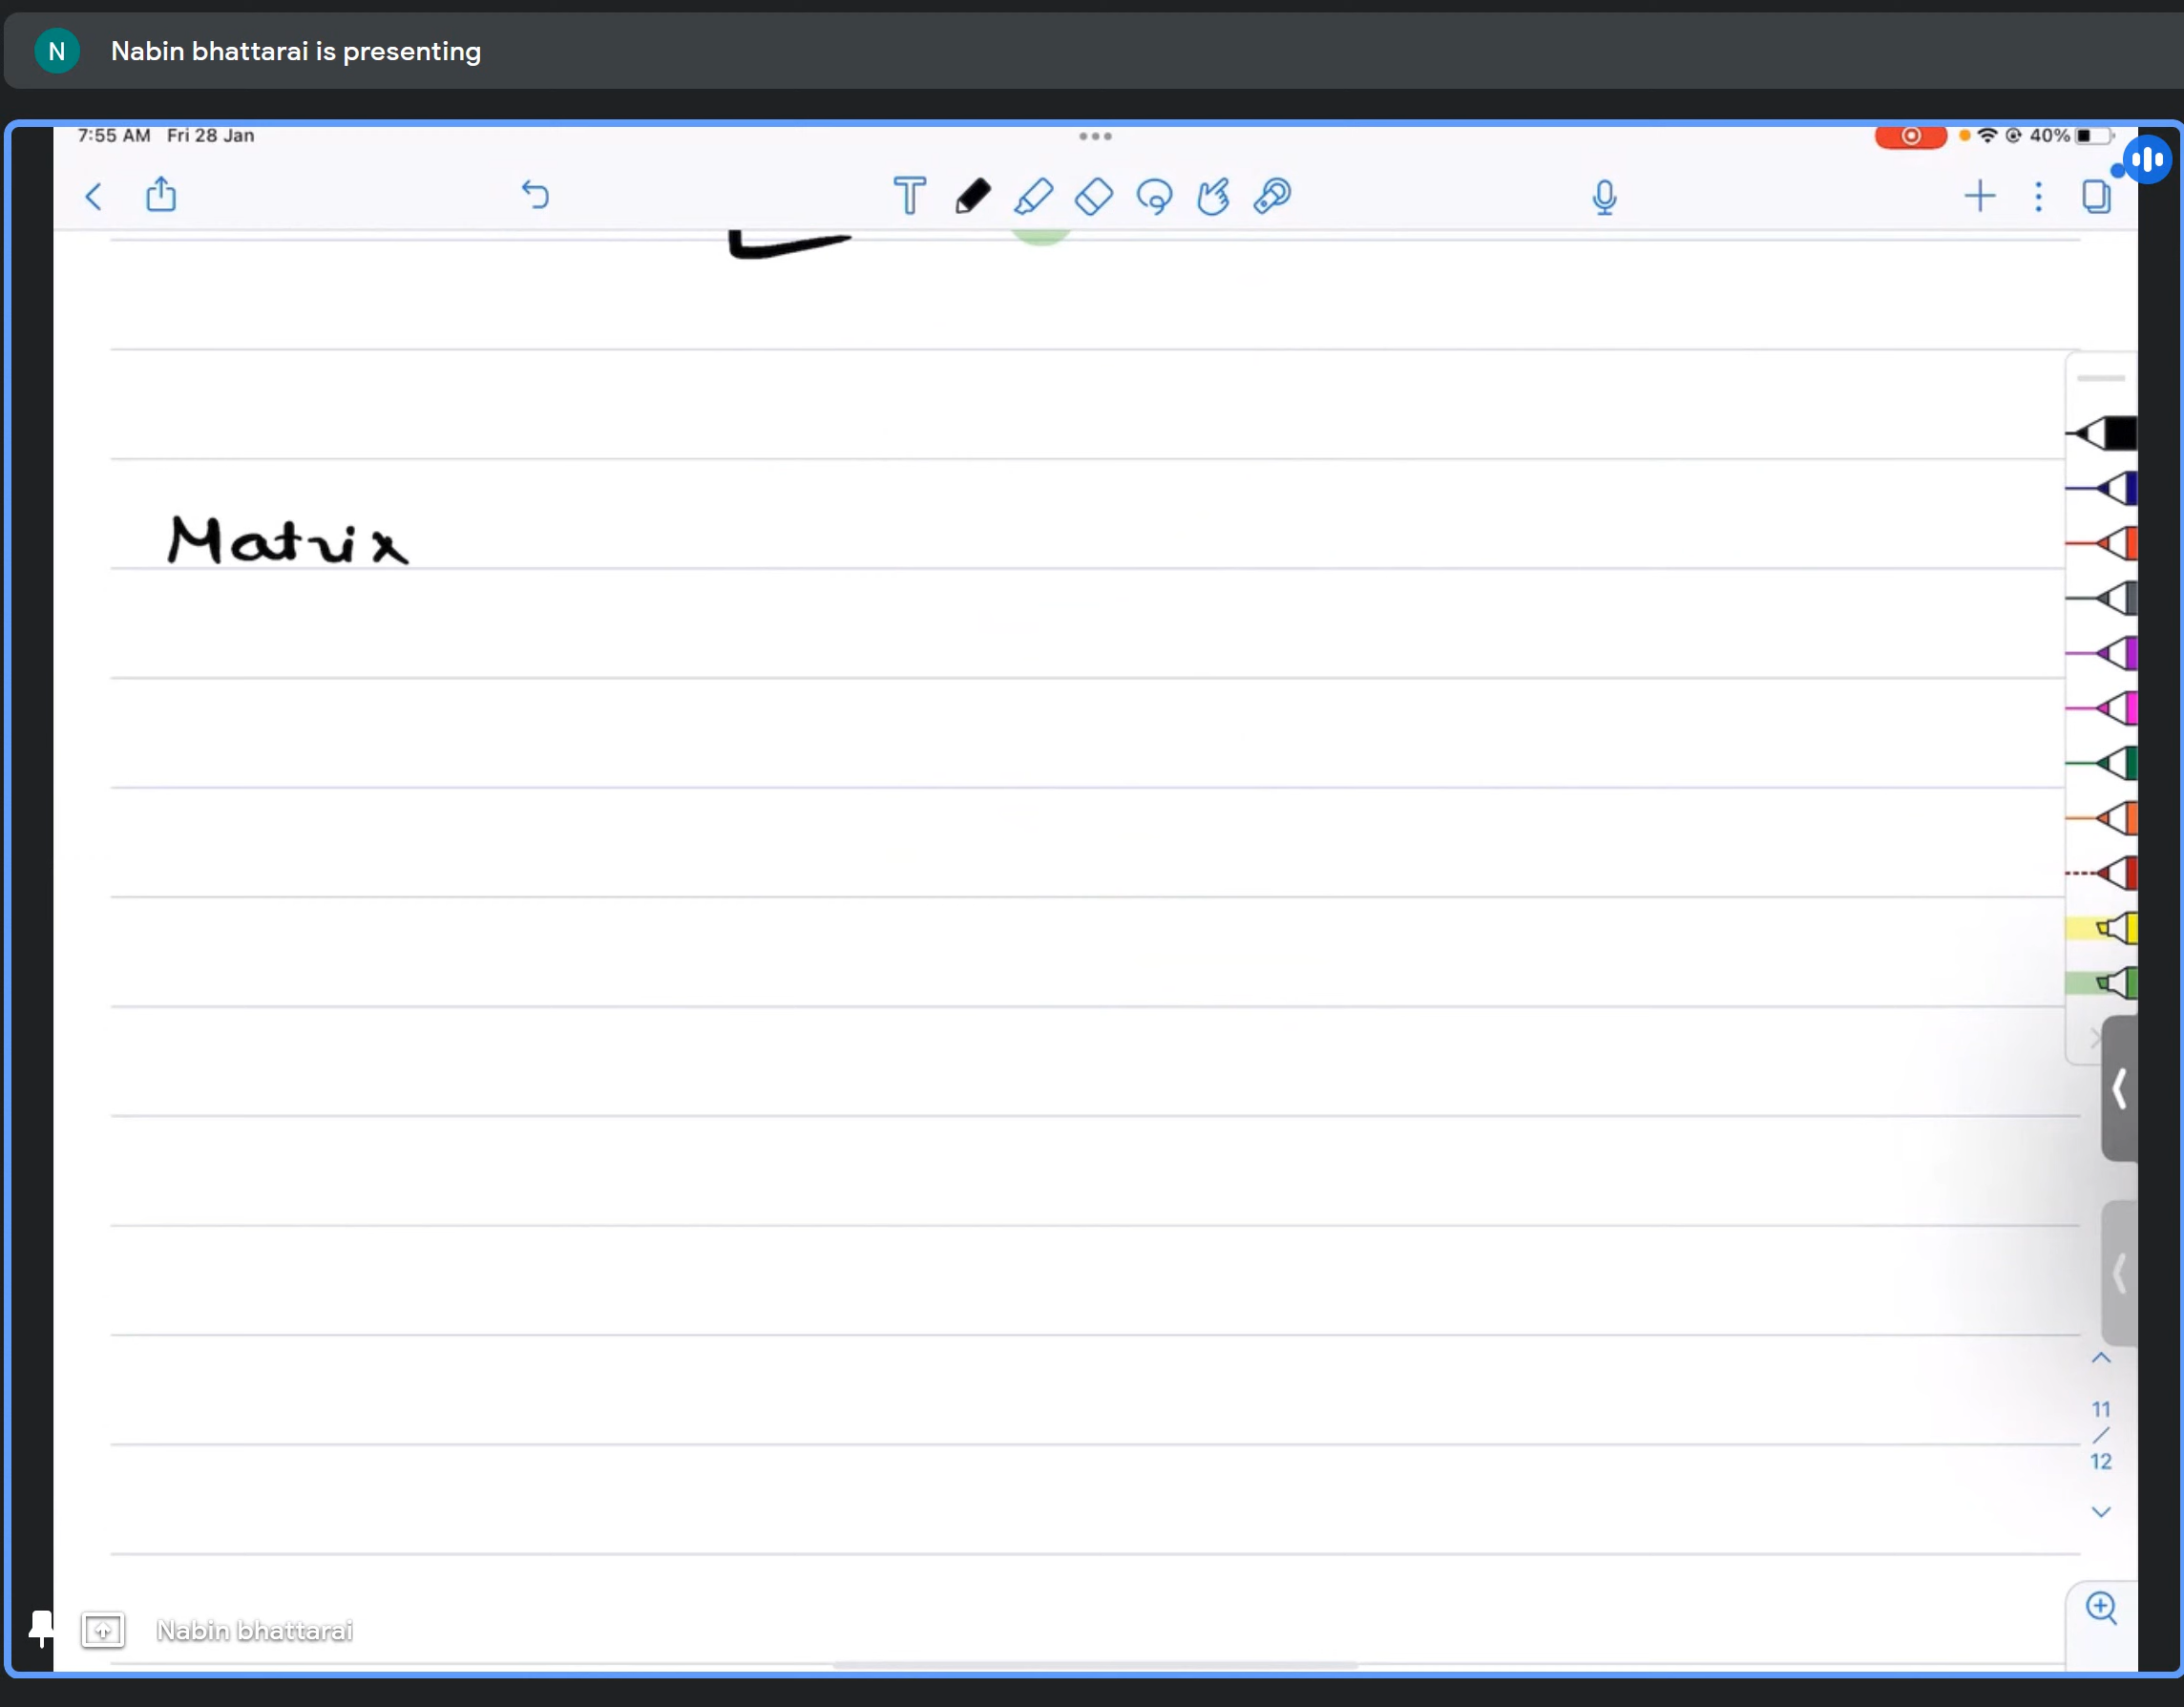 N Nabin bhattarai is presenting
7:55 AM Fri 28 Jan
40%
T
Matrix
11
/
12
Nabin bhattarai